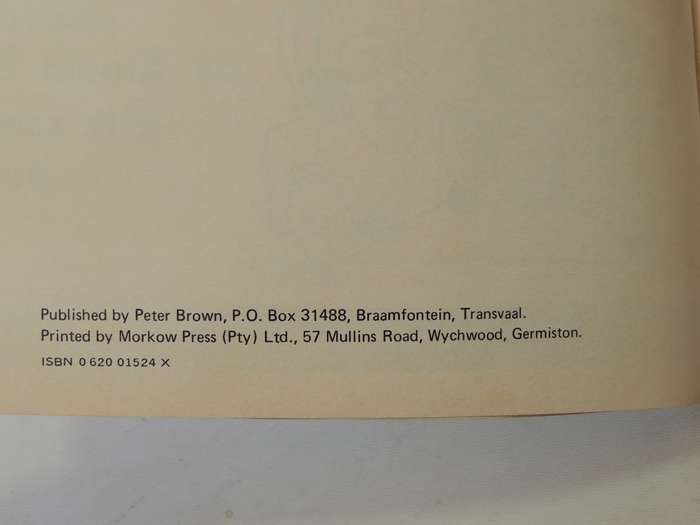 Published by Peter Brown, P.O. Box 31488, Braamfontein, Transvaal.
Printed by Morkow Press (Pty) Ltd., 57 Mullins Road, Wychwood, Germiston.
ISBN 0 620 01524 X